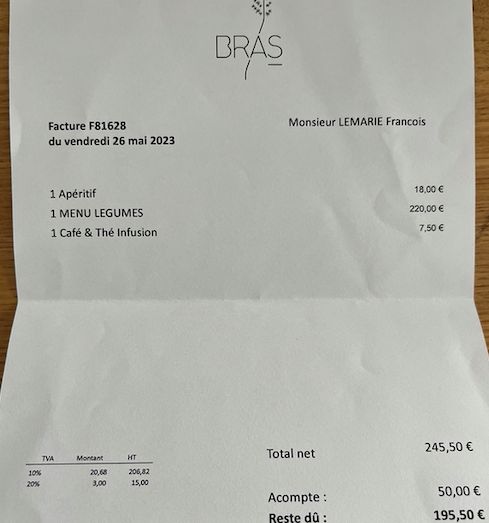 BRAS
Facture F81628 Monsieur LEMARIE Francois
du vendredi 26 mai 2023
1 Apéritif 18,00 €
1 MENU LEGUMES 220,00 €
1 Café & Thé Infusion 7,50 €
Total net 245,50 €
TVA Montant HT
10% 20,68 206,82
20% 3,00 15,00
Acompte : 50,00 €
Reste dû : 195,50 €